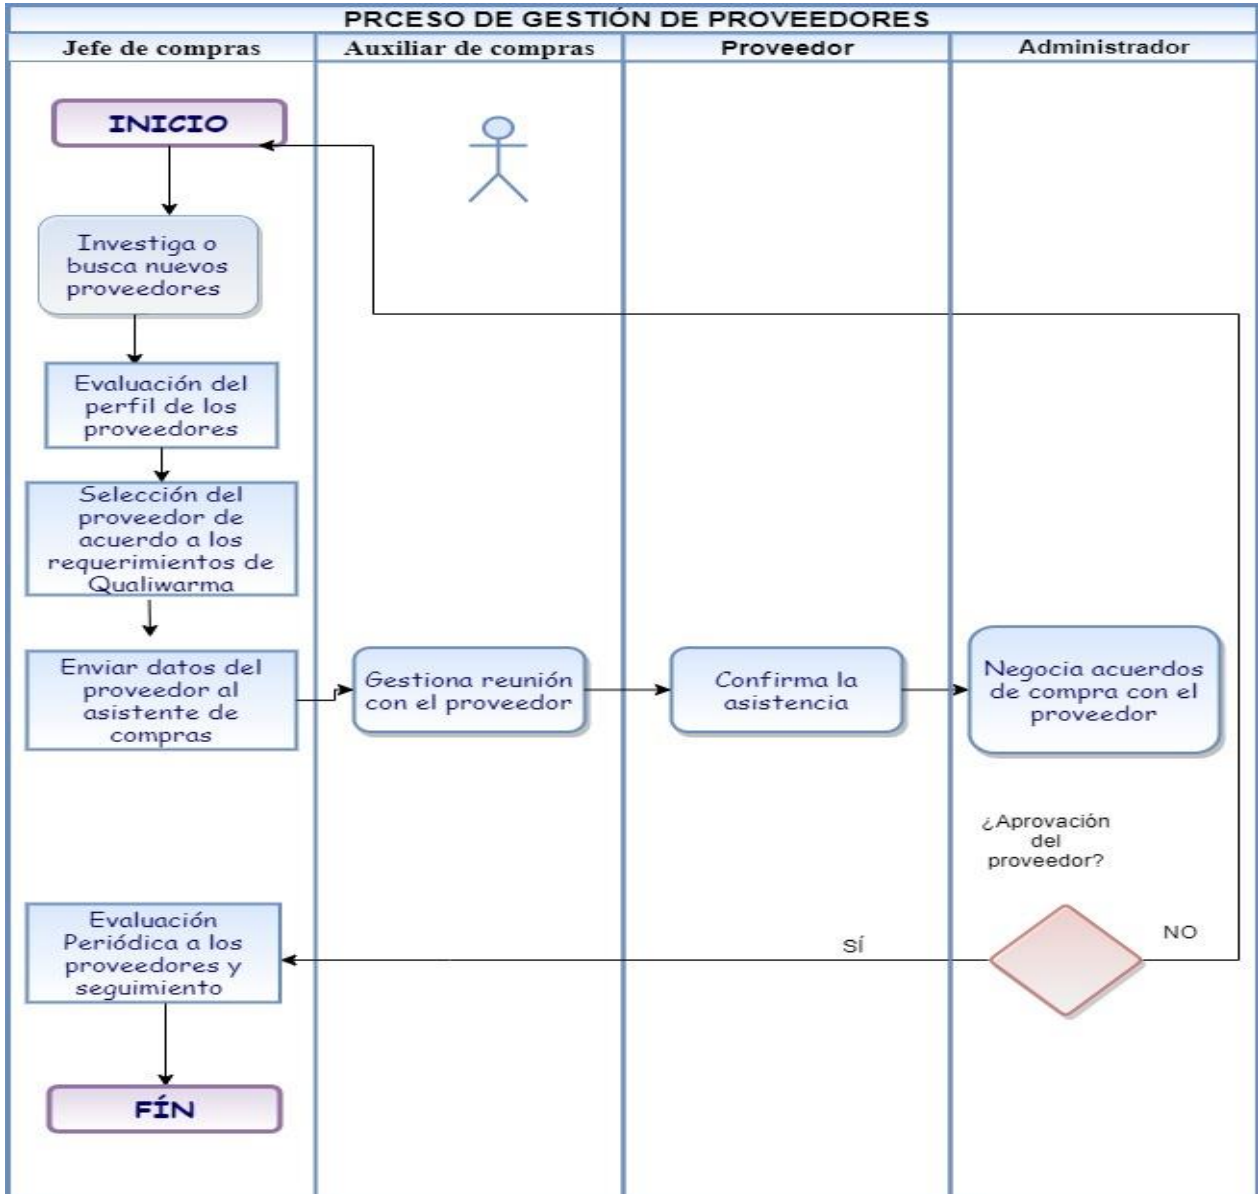 PRCESO DE GESTIÓN DE PROVEEDORES
Jefe de compras
Auxiliar de compras
Proveedor
Administrador
INICIO
Investiga o
busca nuevos
proveedores
Evaluación del
perfil de los
proveedores
Selección del
proveedor de
acuerdo a los
requerimientos de
Qualiwarma
Enviar datos del
proveedor al
asistente de
compras
Gestiona reunión
con el proveedor
Confirma la
asistencia
Negocia acuerdos
de compra con el
proveedor
¿Aprovación
del
proveedor?
NO
SÍ
Evaluación
Periódica a los
proveedores y
seguimiento
FÍN